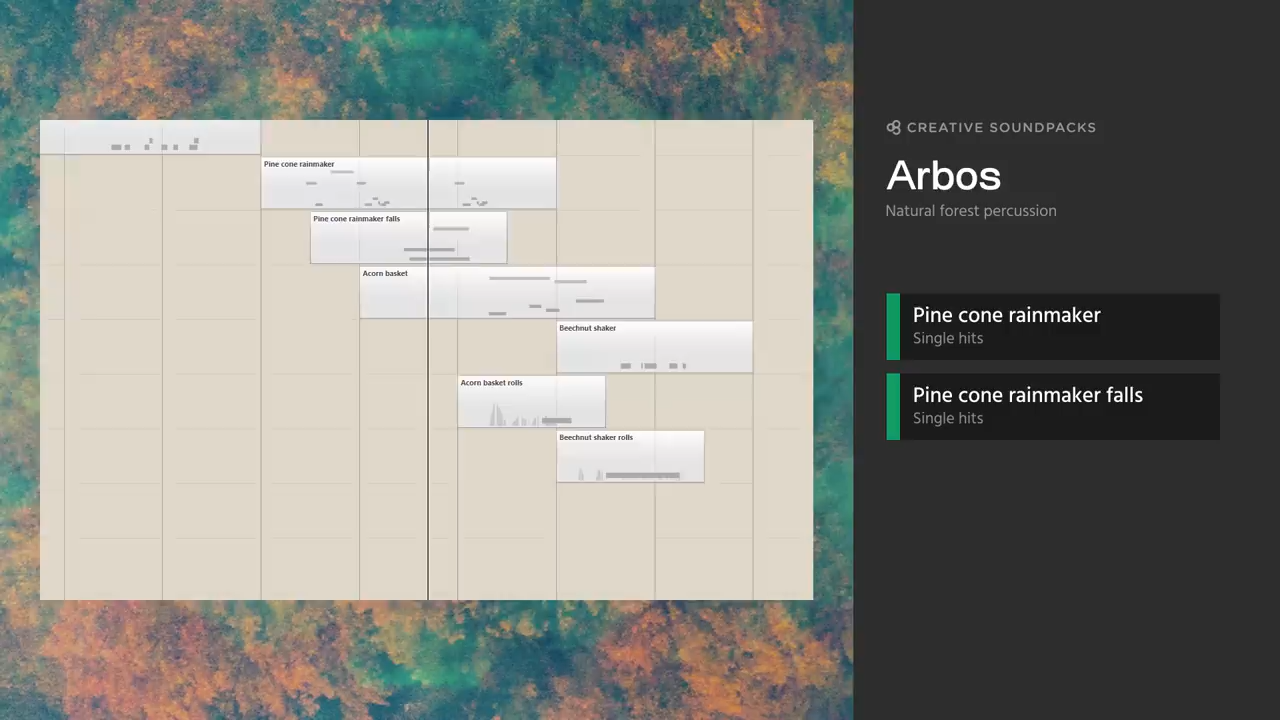 Pine cone rainmaker
Pine cone rainmaker falls
Acorn basket
Beechnut shaker
Acorn basket rolls
Beechnut shaker rolls
CREATIVE SOUNDPACKS
Arbos
Natural forest percussion
Pine cone rainmaker
Single hits
Pine cone rainmaker falls
Single hits